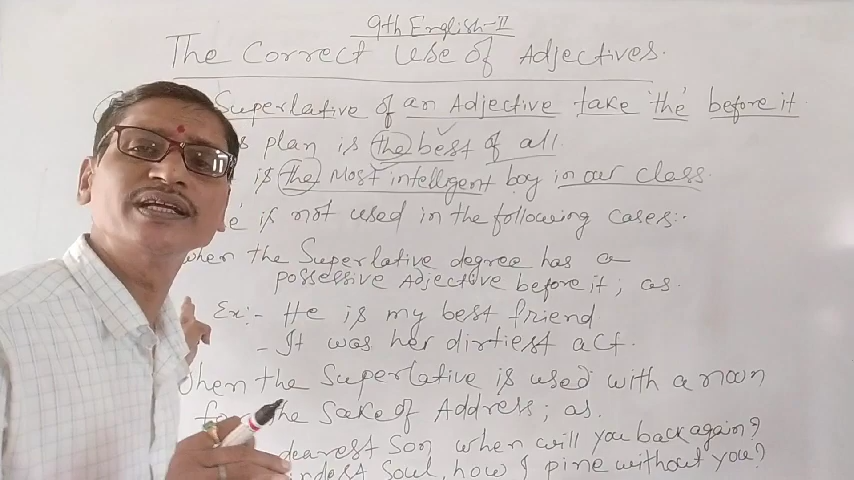 9th English-II
The Correct Use of Adjectives.
Superlative of an Adjective take 'the' before it
plan is the best of all.
is the most intelligent boy in our class.
is not used in the following cases:-
when the Superlative degree has a
possessive Adjective before it; as.
Ex:- He is my best friend
- It was her dirtiest act.
When the Superlative is used with a noun
for the Sake of Address; as.
dearest Son when will you back again?
Soul, how I pine without you?